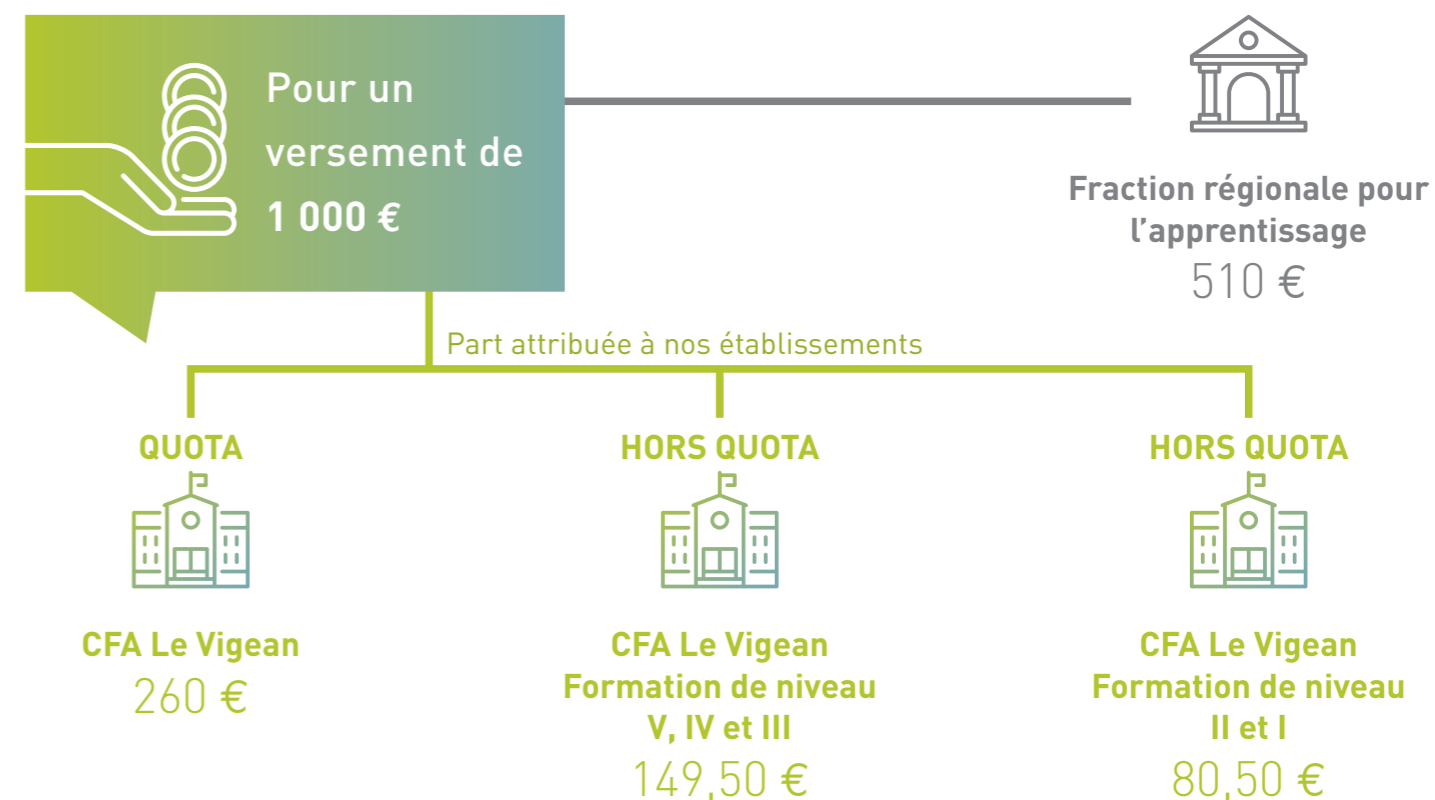 Pour un
versement de
1 000 €
Fraction régionale pour
l’apprentissage
510 €
Part attribuée à nos établissements
QUOTA
CFA Le Vigean
260 €
HORS QUOTA
CFA Le Vigean
Formation de niveau
V, IV et III
149,50 €
HORS QUOTA
CFA Le Vigean
Formation de niveau
II et I
80,50 €